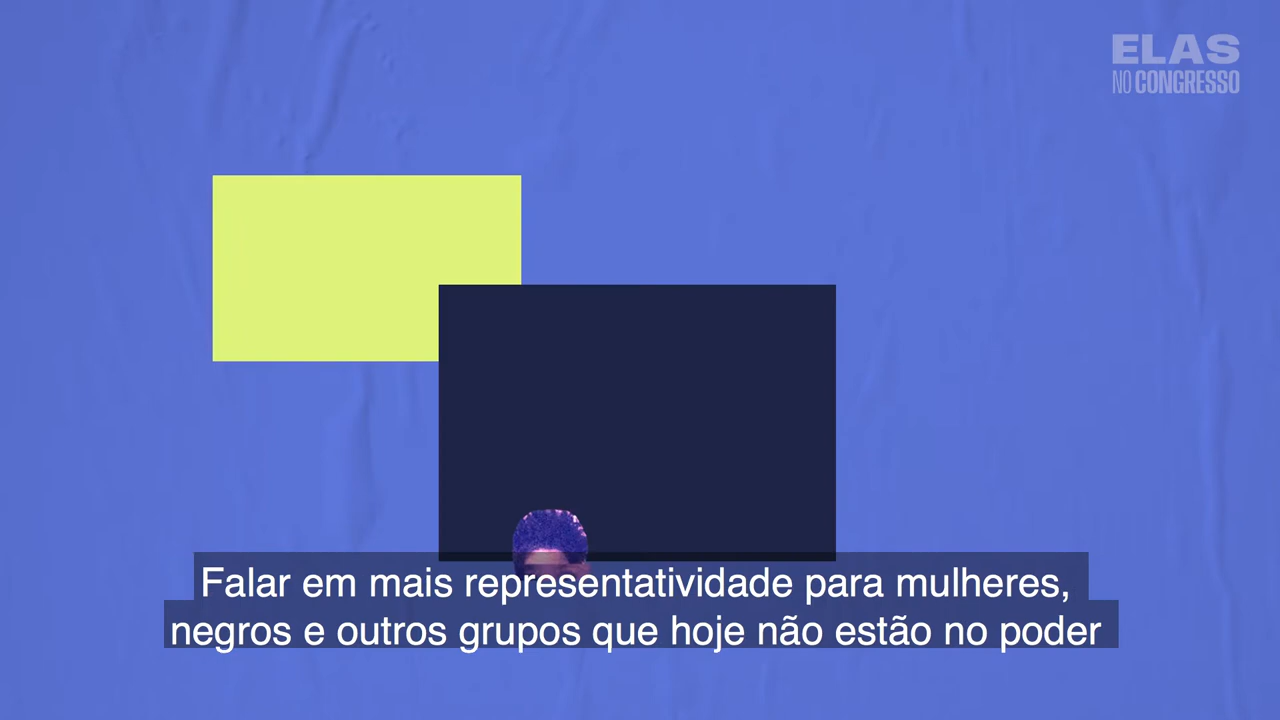 ELAS
NO CONGRESSO
Falar em mais representatividade para mulheres,
negros e outros grupos que hoje não estão no poder